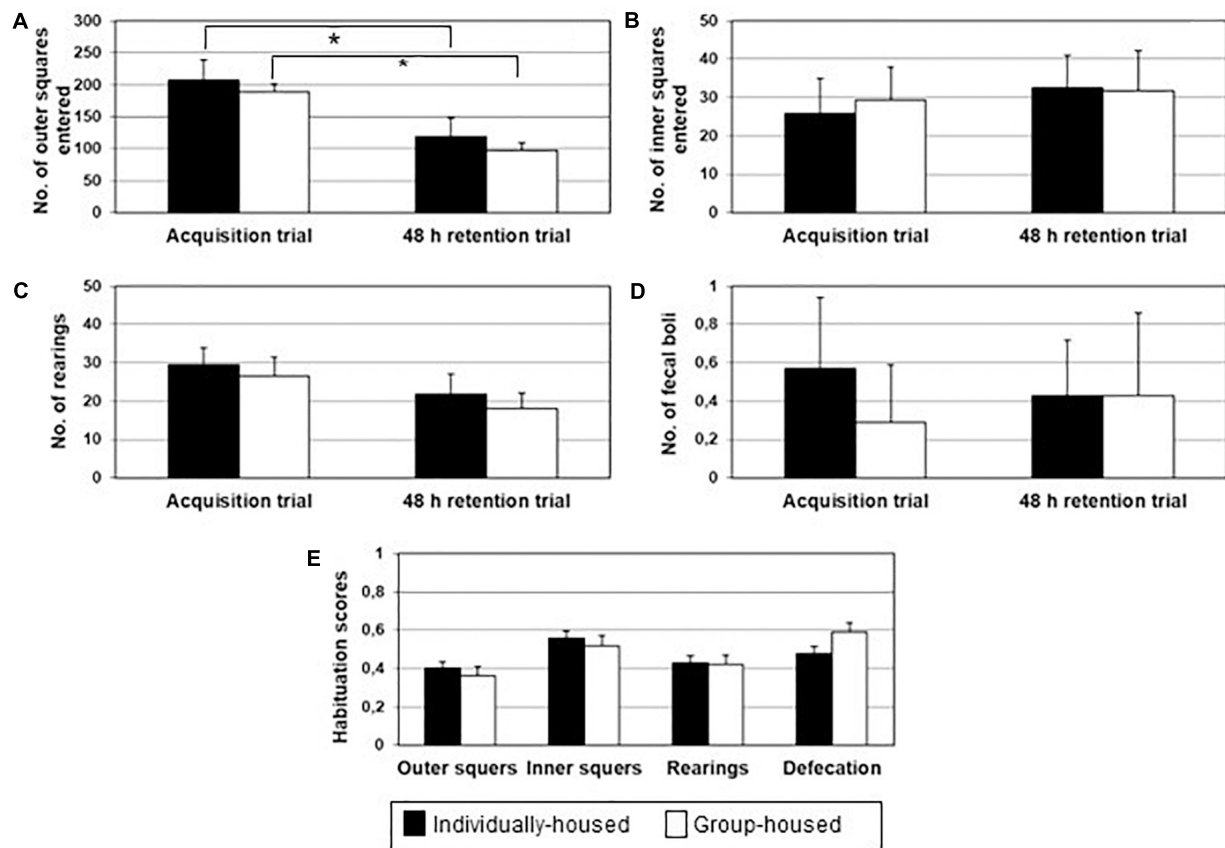 A
No. of outer squares
entered
300
250
200
150
100
50
0
*
*
Acquisition trial
48 h retention trial
B
No. of inner squares
entered
50
40
30
20
10
0
Acquisition trial
48 h retention trial
C
No. of rearings
50
40
30
20
10
0
Acquisition trial
48 h retention trial
D
No. of fecal boli
1
0,8
0,6
0,4
0,2
0
Acquisition trial
48 h retention trial
E
Habituation scores
1
0,8
0,6
0,4
0,2
0
Outer squers
Inner squers
Rearings
Defecation
Individually-housed
Group-housed